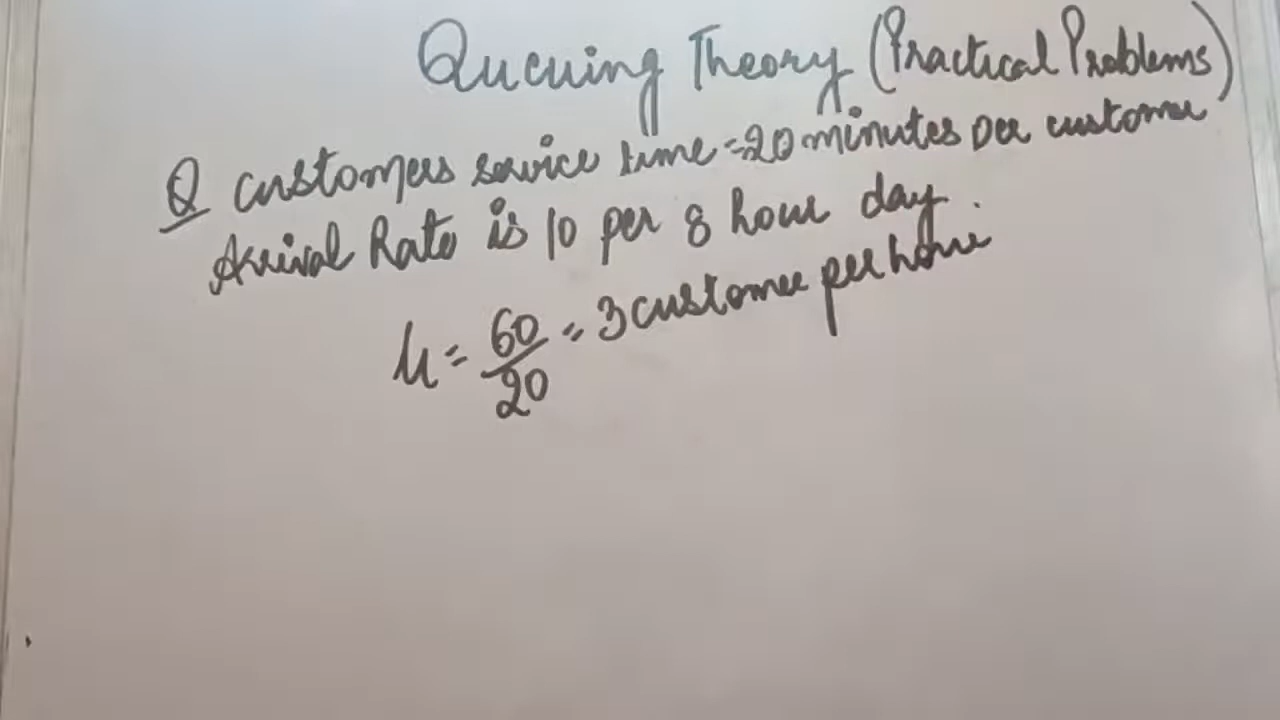 Queuing Theory (Practical Problems)
Q customers service time = 20 minutes per customer
Arrival Rate is 10 per 8 hour day.
μ = 60/20 = 3 customer per hour